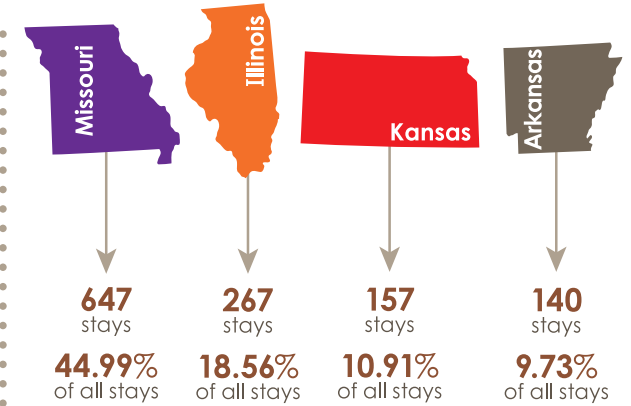 Missouri
Illinois
Kansas
Arkansas
647
stays
44.99%
of all stays
267
stays
18.56%
of all stays
157
stays
10.91%
of all stays
140
stays
9.73%
of all stays